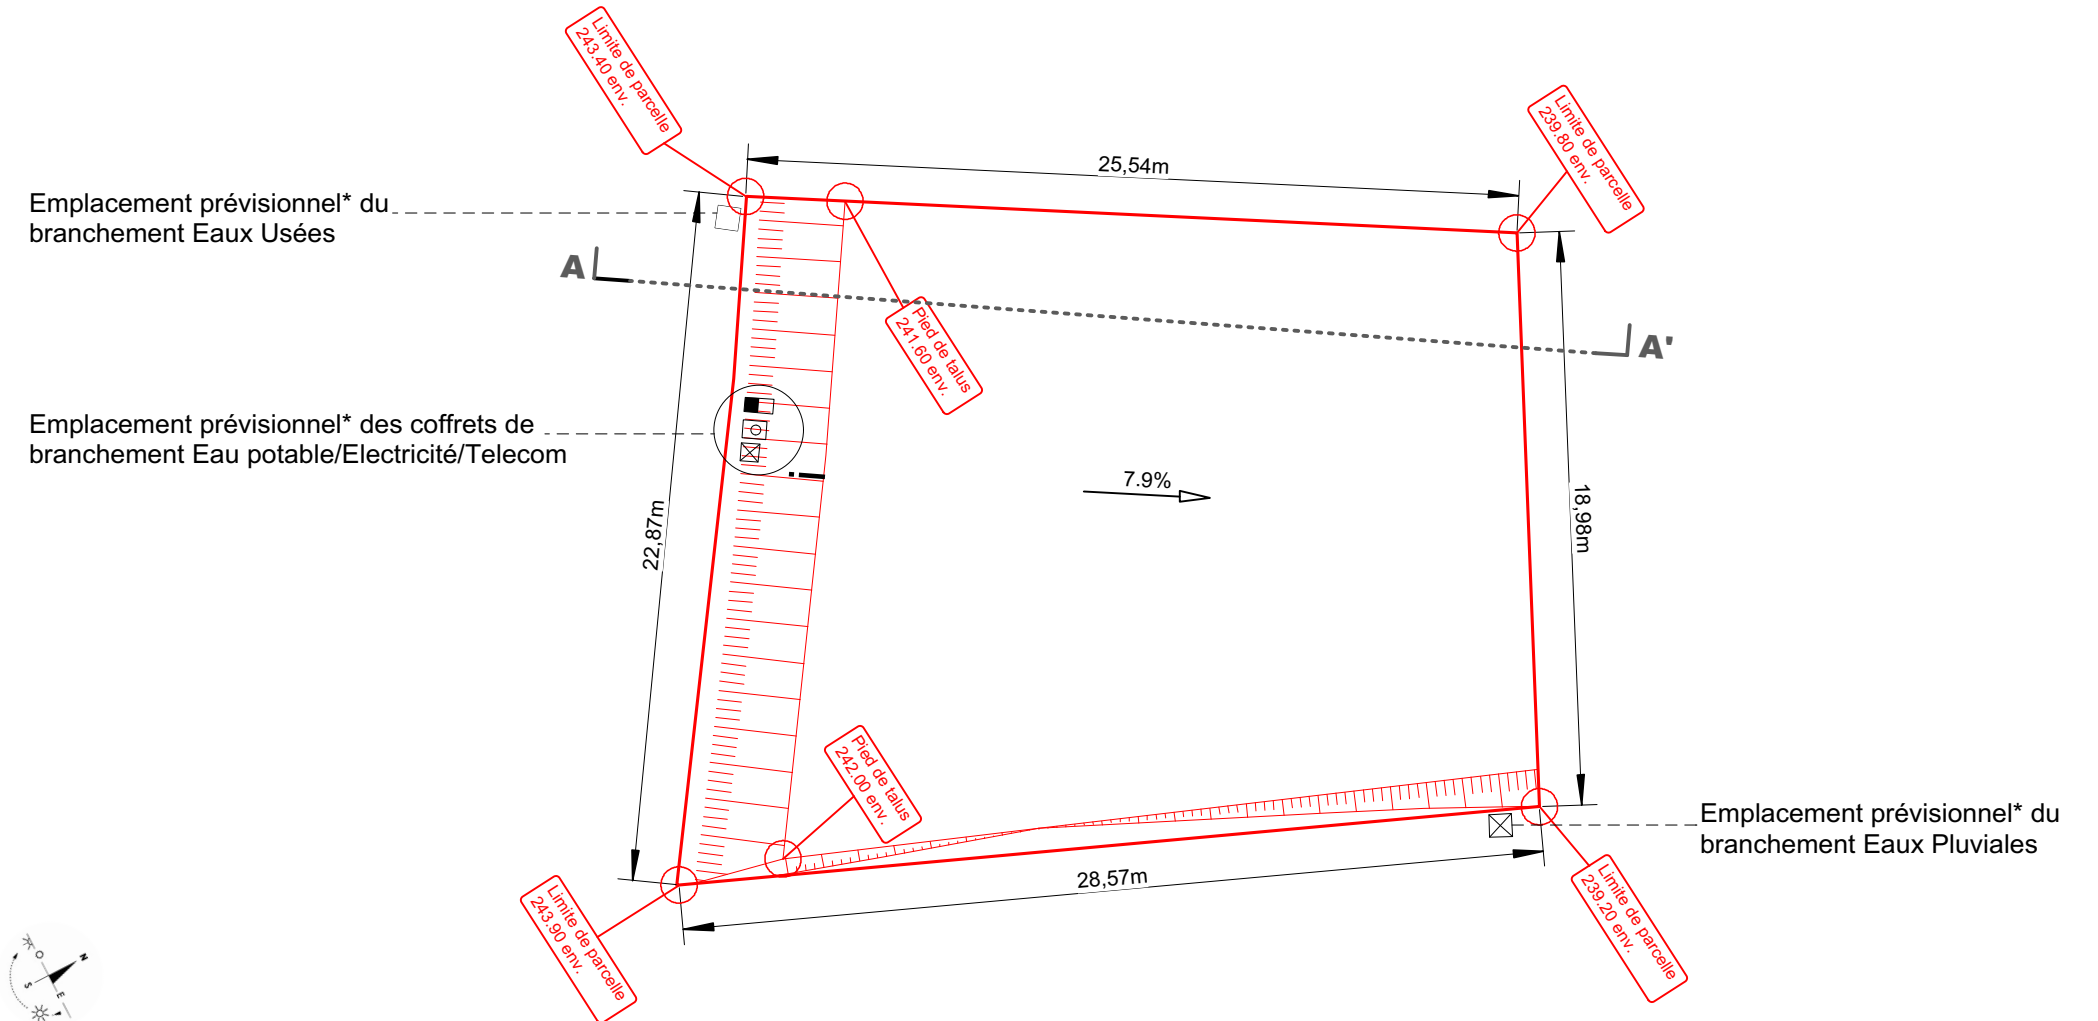 Limite de parcelle
243.40 env.
Limite de parcelle
239.80 env.
25,54m
Emplacement prévisionnel* du
branchement Eaux Usées
A
Pied de talus
241.60 env.
A'
Emplacement prévisionnel* des coffrets de
branchement Eau potable/Electricité/Telecom
7.9%
22,87m
18,98m
Pied de talus
242.00 env.
Emplacement prévisionnel* du
branchement Eaux Pluviales
28,57m
Limite de parcelle
243.90 env.
Limite de parcelle
239.20 env.
O
N
S
E